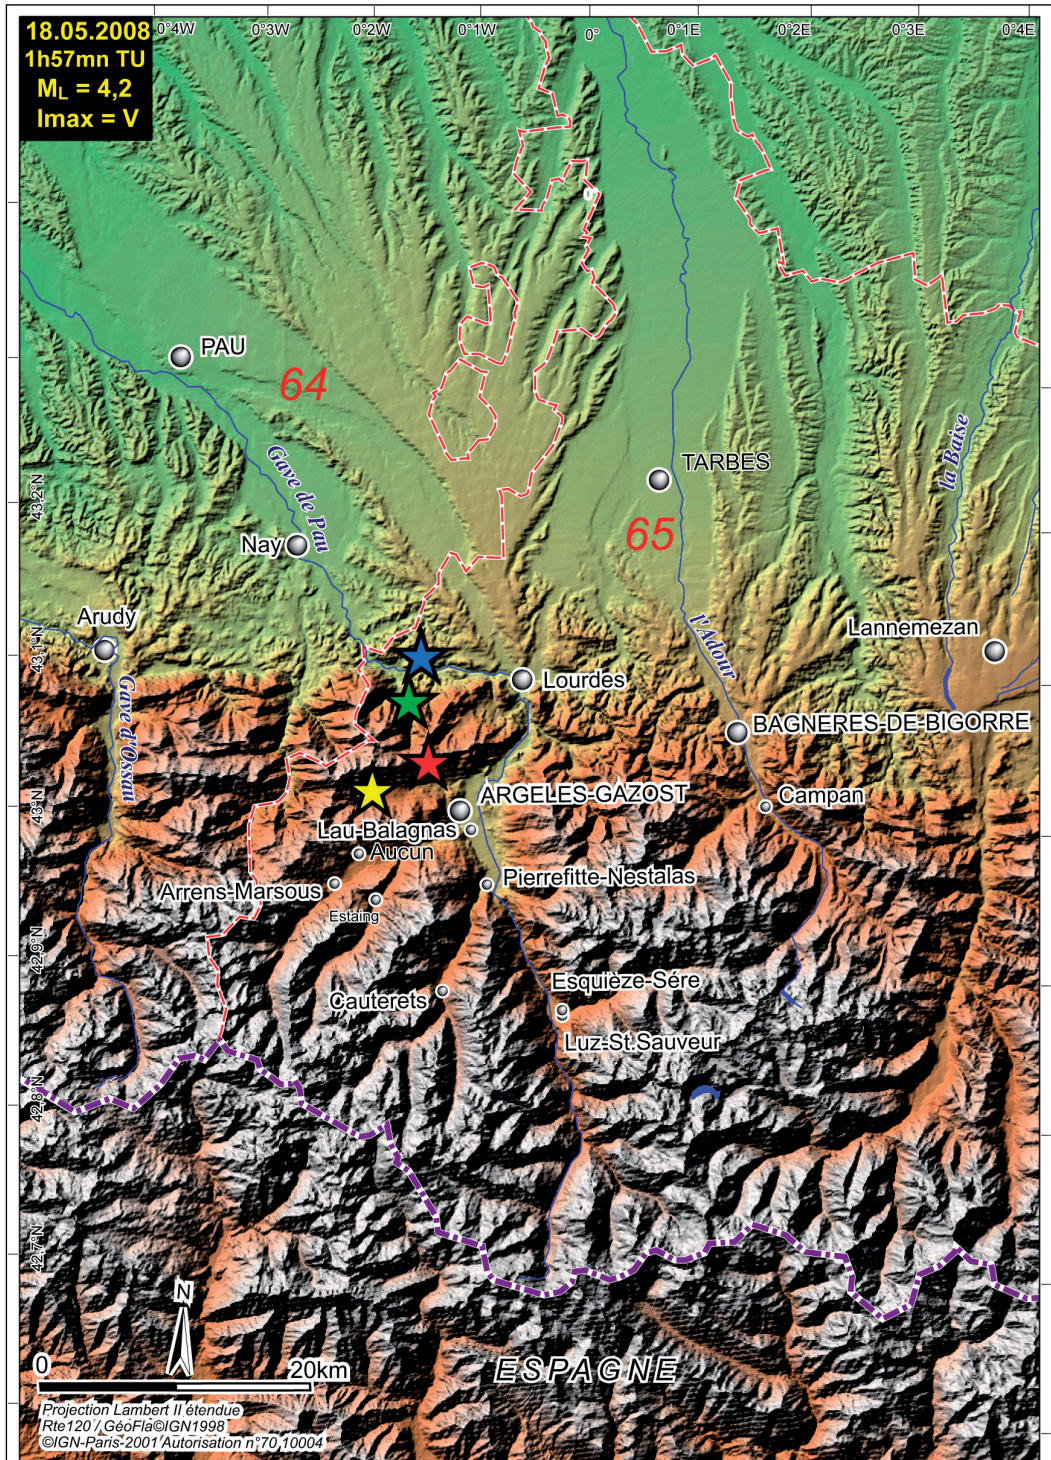 18.05.2008
1h57mn TU
ML = 4,2
Imax = V
0°4W
0°3W
0°2W
0°1W
0°
0°1E
0°2E
0°3E
0°4E
PAU
64
Gave de Pau
43,2°N
TARBES
la Baise
65
Nay
Arudy
43,1°N
l'Adour
Lannemezan
Lourdes
Gave d'Ossau
BAGNERES-DE-BIGORRE
43°N
ARGELES-GAZOST
Campan
Lau-Balagnas
Aucun
Arrens-Marsous
Pierrefitte-Nestalas
Estaing
42,9°N
Cauterets
Esquièze-Sére
Luz-St.Sauveur
42,8°N
42,7°N
N
0 20km
ESPAGNE
Projection Lambert II étendue
Rte120 / GéoFla©IGN1998
©IGN-Paris-2001 Autorisation n°70 10004